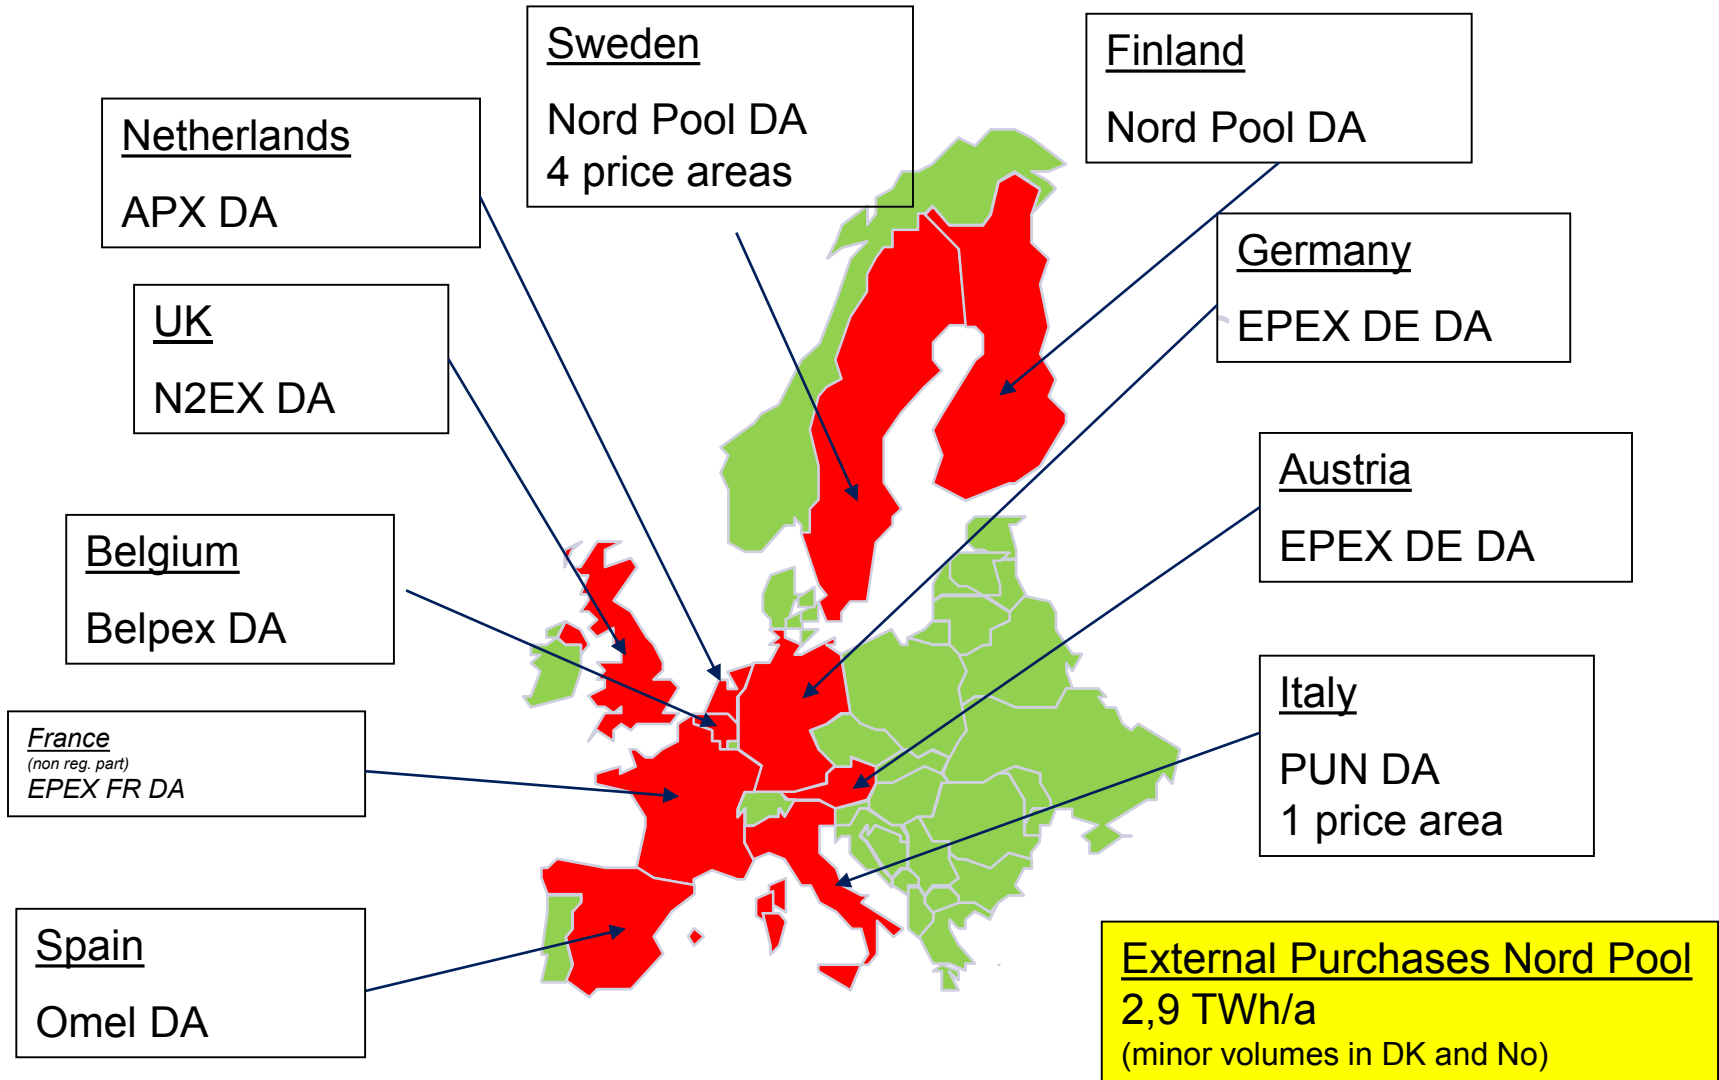 Sweden
Nord Pool DA
4 price areas
Finland
Nord Pool DA
Netherlands
APX DA
Germany
EPEX DE DA
UK
N2EX DA
Austria
EPEX DE DA
Belgium
Belpex DA
Italy
PUN DA
1 price area
France
(non reg. part)
EPEX FR DA
Spain
Omel DA
External Purchases Nord Pool
2,9 TWh/a
(minor volumes in DK and No)